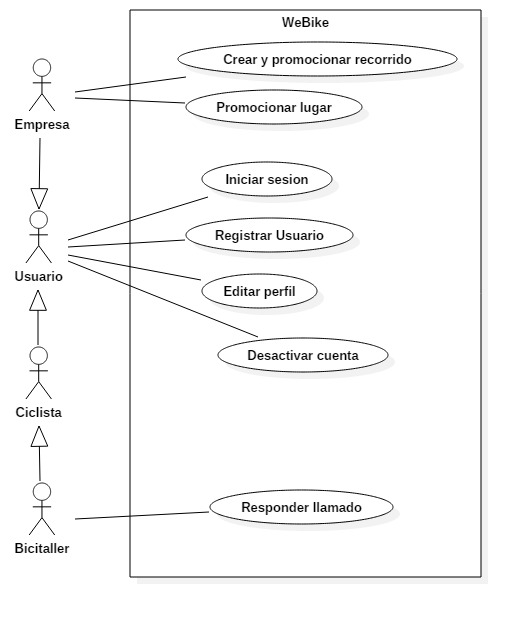 WeBike
Crear y promocionar recorrido
Promocionar lugar
Empresa
Iniciar sesion
Registrar Usuario
Usuario
Editar perfil
Desactivar cuenta
Ciclista
Responder llamado
Bicitaller